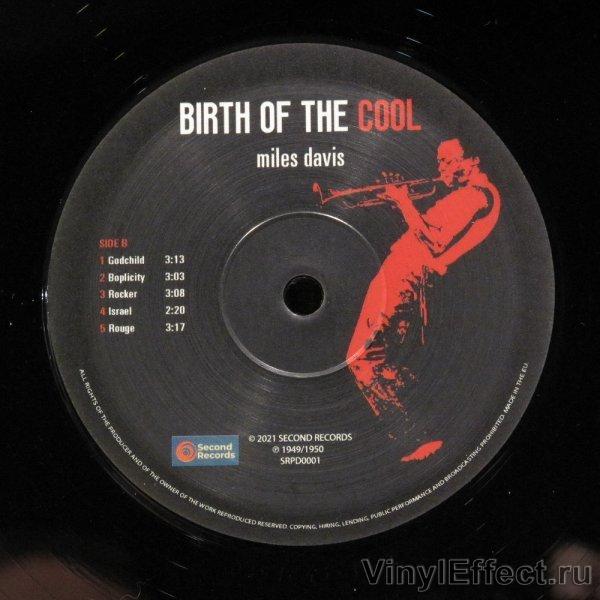 BIRTH OF THE COOL
miles davis
SIDE B
1 Godchild 3:13
2 Boplicity 3:03
3 Rocker 3:08
4 Israel 2:20
5 Rouge 3:17
Second
Records
© 2021 SECOND RECORDS
℗ 1949/1950
SRPD0001
ALL RIGHTS OF THE PRODUCER AND OF THE OWNER OF THE WORK REPRODUCED RESERVED. COPYING, HIRING, LENDING, PUBLIC PERFORMANCE AND BROADCASTING PROHIBITED. MADE IN THE EU.
VinylEffect.ru